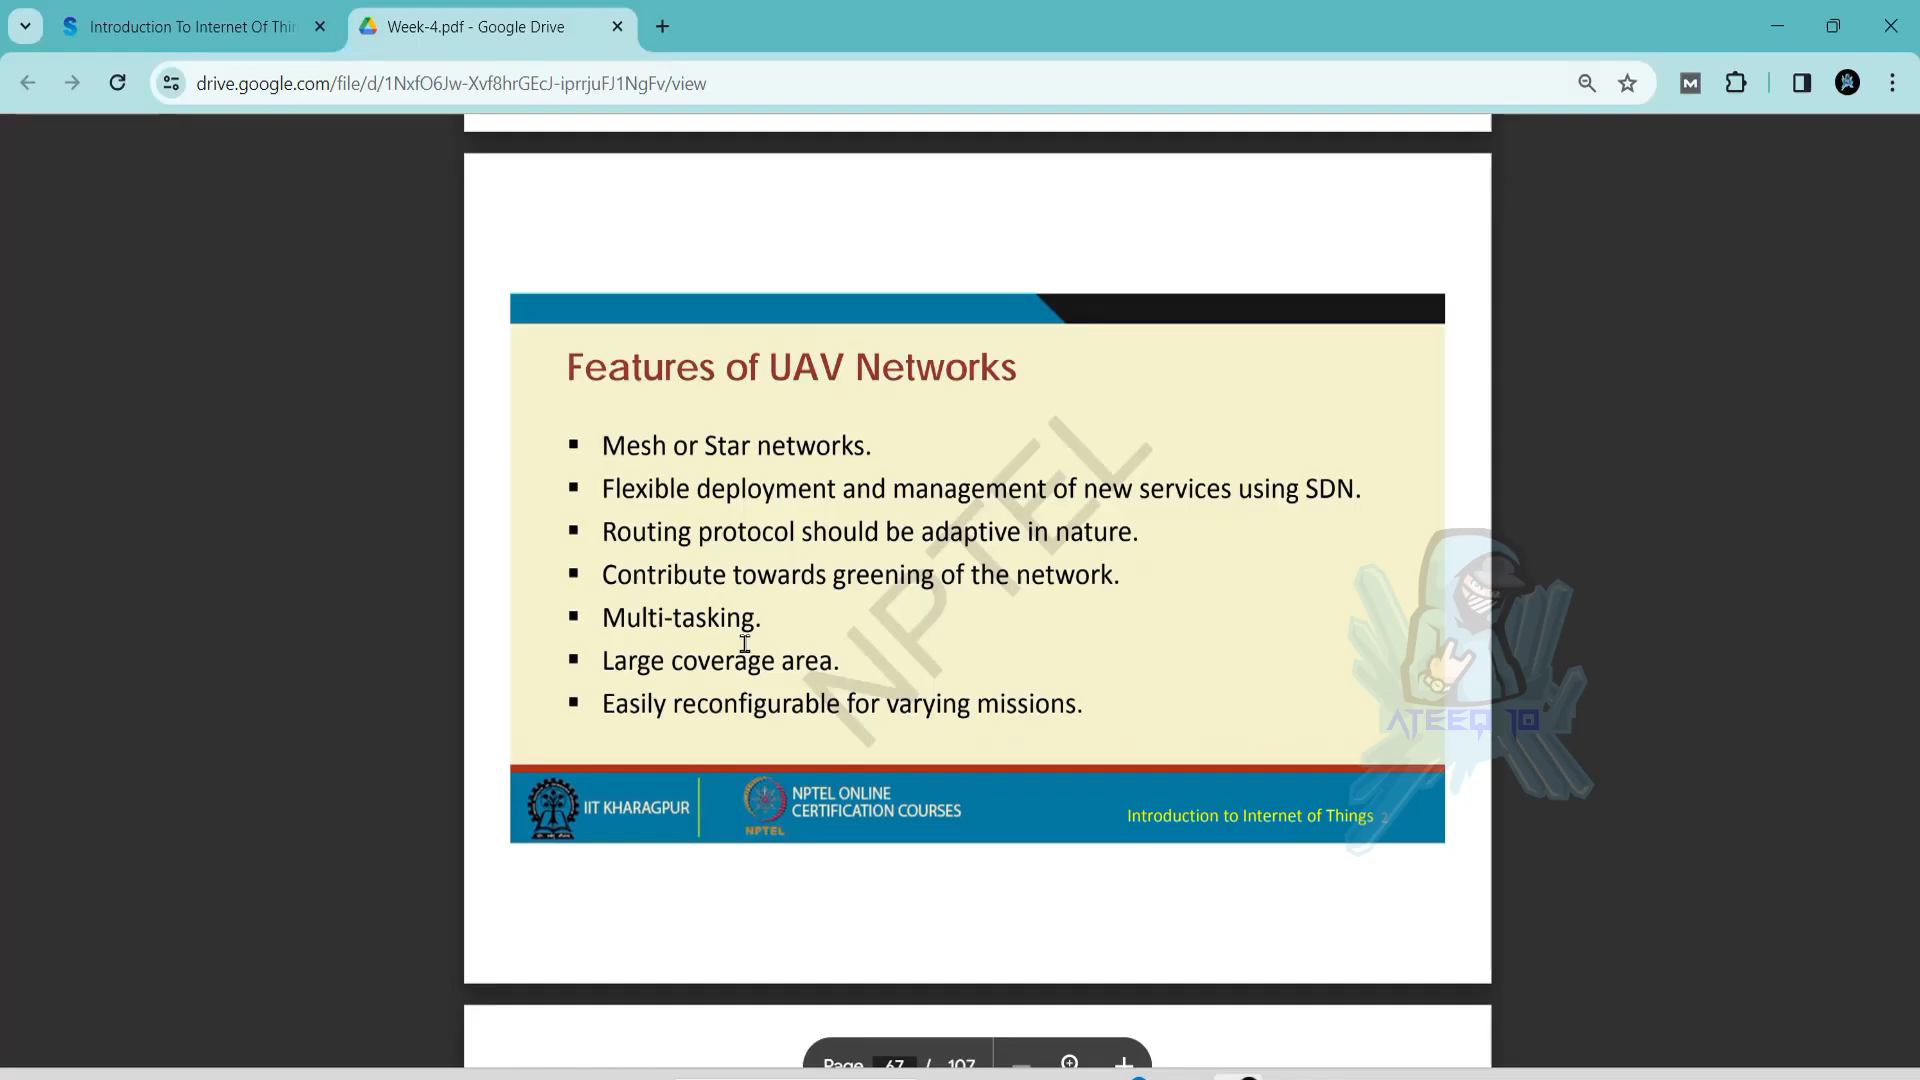 Introduction To Internet Of Thin
Week-4.pdf - Google Drive
drive.google.com/file/d/1NxfO6Jw-Xvf8hrGEcJ-iprrjuFJ1NgFv/view
M
Features of UAV Networks
Mesh or Star networks.
Flexible deployment and management of new services using SDN.
Routing protocol should be adaptive in nature.
Contribute towards greening of the network.
Multi-tasking.
Large coverage area.
Easily reconfigurable for varying missions.
NPTEL
ATEEQ 10
IIT KHARAGPUR
NPTEL
NPTEL ONLINE
CERTIFICATION COURSES
Introduction to Internet of Things 2
Page 67 / 107